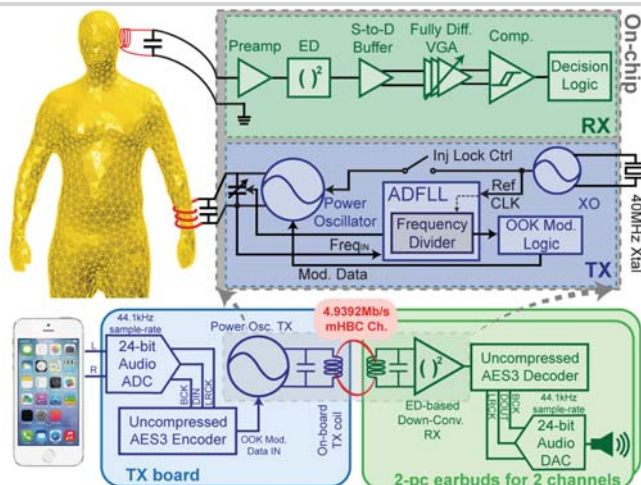 On-chip
Preamp
ED
S-to-D
Buffer
Fully Diff.
VGA
Comp.
( )²
Decision
Logic
RX
Inj Lock Ctrl
Power
Oscillator
ADFLL
Ref
CLK
XO
40MHz Xtal
Frequency
Divider
OOK Mod.
Logic
Freq_IN
Mod. Data
TX
44.1kHz
sample-rate
Power Osc. TX
4.9392Mb/s
mHBC Ch.
L
R
24-bit
Audio
ADC
BCK
DIN
LRCK
Uncompressed
AES3 Encoder
OOK Mod.
Data IN
On-board
TX coil
TX board
( )²
ED-based
Down-Conv.
RX
Uncompressed
AES3 Decoder
LRCK
DOUT
BCK
44.1kHz
sample-rate
24-bit
Audio
DAC
2-pc earbuds for 2 channels